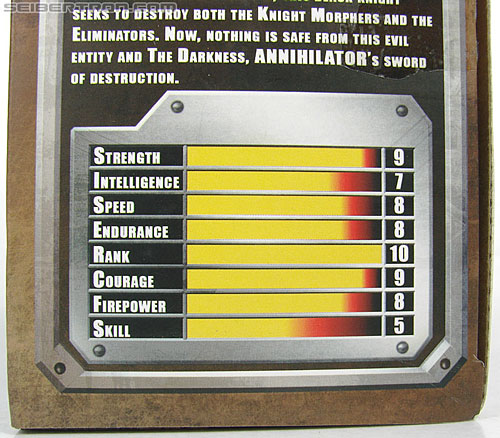 SEIBERTRON.COM
BLACK KNIGHT
SEEKS TO DESTROY BOTH THE KNIGHT MORPHERS AND THE
ELIMINATORS. NOW, NOTHING IS SAFE FROM THIS EVIL
ENTITY AND THE DARKNESS, ANNIHILATOR'S SWORD
OF DESTRUCTION.
STRENGTH 9
INTELLIGENCE 7
SPEED 8
ENDURANCE 8
RANK 10
COURAGE 9
FIREPOWER 8
SKILL 5